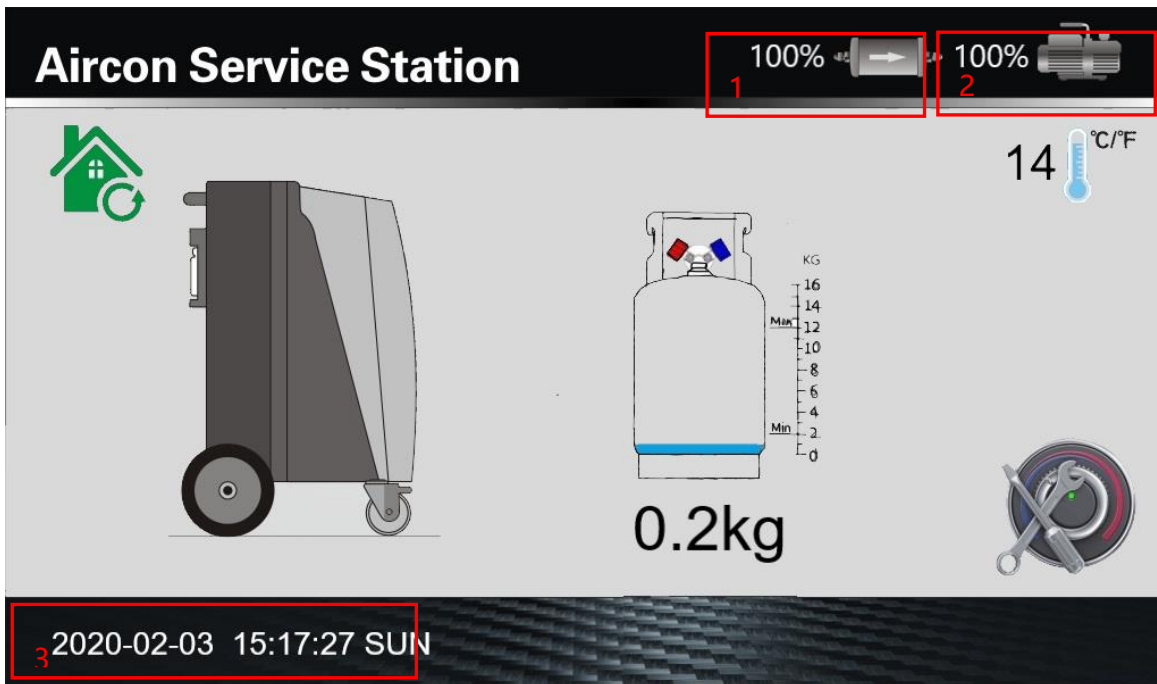 Aircon Service Station
100%
1
100%
2
14 ℃/℉
KG
16
14
Max
12
10
8
6
4
Min
2
0
0.2kg
3
2020-02-03 15:17:27 SUN